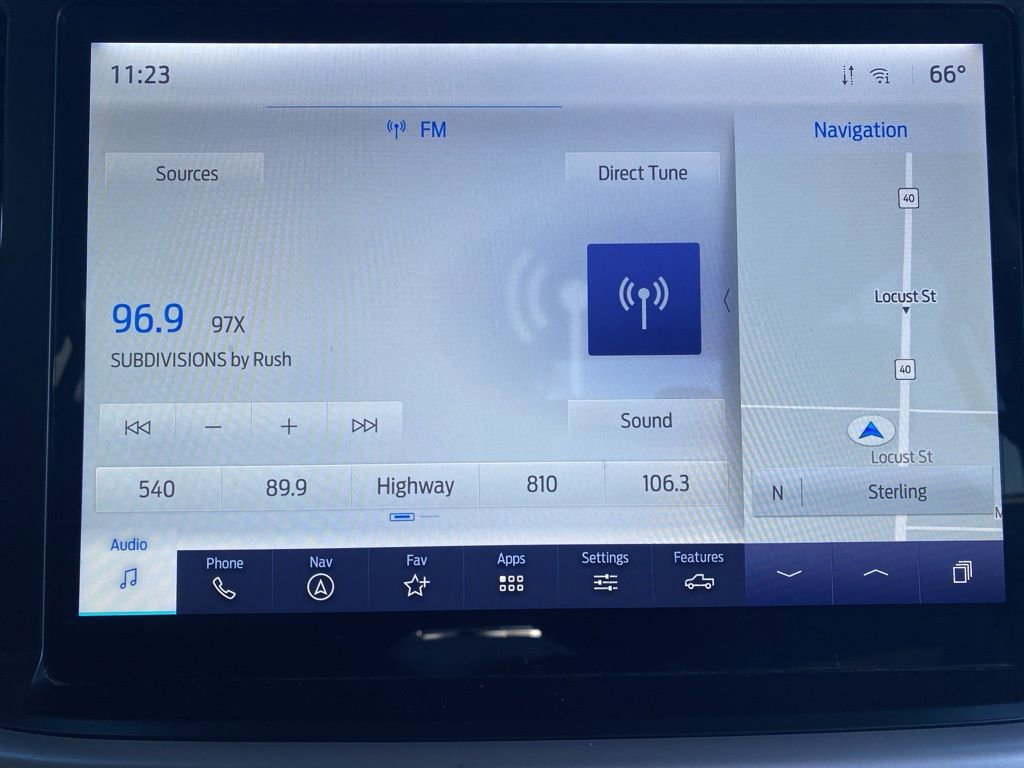 11:23
66°
FM
Navigation
Sources
Direct Tune
40
Locust St
96.9 97X
SUBDIVISIONS by Rush
40
Sound
Locust St
540 89.9 Highway 810 106.3
N Sterling
M
Audio
Phone Nav Fav Apps Settings Features